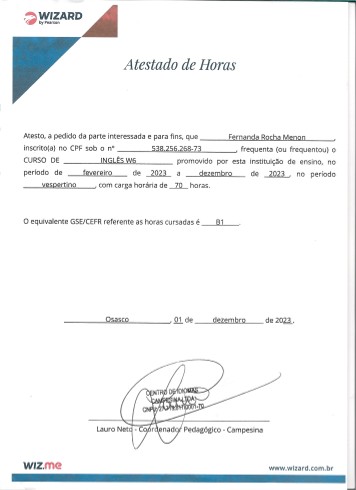 WIZARD
by Pearson
Atestado de Horas
Atesto, a pedido da parte interessada e para fins, que Fernanda Rocha Menon,
inscrito(a) no CPF sob o nº 538.256.268-73, frequenta (ou frequentou) o
CURSO DE INGLÊS W6 promovido por esta instituição de ensino, no
período de fevereiro de 2023 a dezembro de 2023, no período
vespertino, com carga horária de 70 horas.
O equivalente GSE/CEFR referente as horas cursadas é B1.
Osasco, 01 de dezembro de 2023.
CENTRO DE IDIOMAS
CAMPESINA LTDA
CNPJ
Lauro Neto - Coordenador Pedagógico - Campesina
WIZ.me
www.wizard.com.br